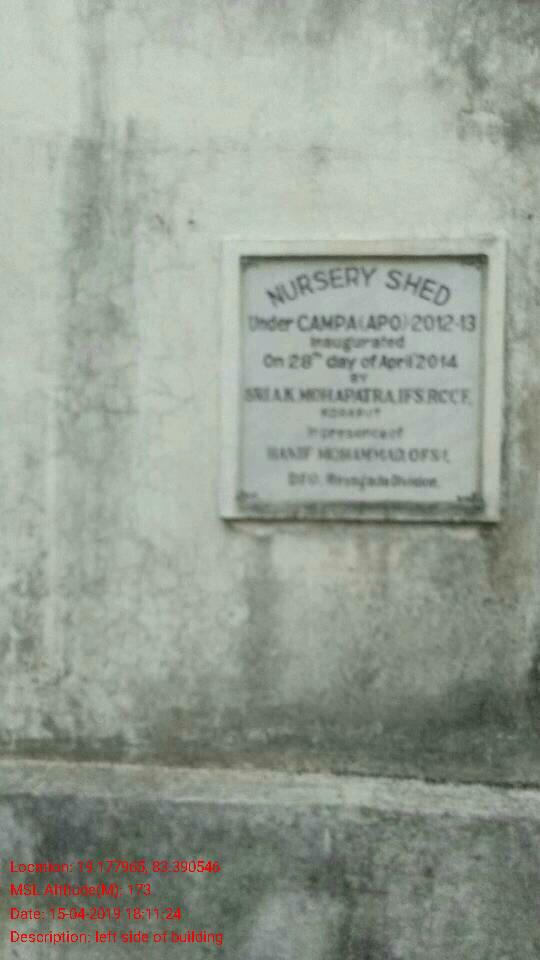 NURSERY SHED
Under CAMPA(APO)2012-13
Inaugurated
On 28th day of April'2014
BY
SRI A.K. MOHAPATRA, IFS, RCCF,
KORAPUT
In presence of
HANIF MOHAMMAD, OFS-I,
DFO, Rayagada Division.
Location: 19.177965, 83.390546
MSL Altitude(M): 173.
Date: 15-04-2019 18:11:24
Description: left side of building